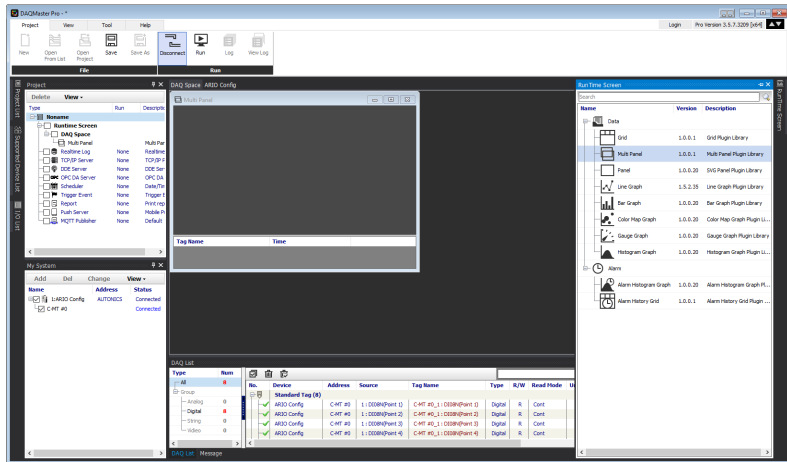 DAQMaster Pro - *
Project View Tool Help
Login Pro Version 3.5.7.3209 [x64]
New Open From List Open Project Save Save As Disconnect Run Log View Log
File Run
Project List
Supported Device List
I/O List
Project
Delete View
Type Run Descriptic
Noname
Runtime Screen
DAQ Space
Multi Panel Multi Par
Realtime Log None Realtime
TCP/IP Server None TCP/IP F
DDE Server None DDE Ser
OPC OPC DA Server None OPC DA
Scheduler None Date/Tin
Trigger Event None Trigger E
Report None Print rep
Push Server None Mobile Pi
MQTT Publisher None Default
My System
Add Del Change View
Name Address Status
1:ARIO Config AUTONICS Connected
C-MT #0 Connected
DAQ Space ARIO Config
Multi Panel
Tag Name Time
DAQ List
Type Num
All 8
Group
Analog 0
Digital 8
String 0
Video 0
No. Device Address Source Tag Name Type R/W Read Mode Ur
Standard Tag (8)
ARIO Config C-MT #0 1 : DI08N(Point 1) C-MT #0_1 : DI08N(Point 1) Digital R Cont
ARIO Config C-MT #0 1 : DI08N(Point 2) C-MT #0_1 : DI08N(Point 2) Digital R Cont
ARIO Config C-MT #0 1 : DI08N(Point 3) C-MT #0_1 : DI08N(Point 3) Digital R Cont
ARIO Config C-MT #0 1 : DI08N(Point 4) C-MT #0_1 : DI08N(Point 4) Digital R Cont
DAQ List Message
RunTime Screen
Search
Name Version Description
Data
Grid 1.0.0.1 Grid Plugin Library
Multi Panel 1.0.0.1 Multi Panel Plugin Library
Panel 1.0.0.20 SVG Panel Plugin Library
Line Graph 1.5.2.35 Line Graph Plugin Library
Bar Graph 1.0.0.20 Bar Graph Plugin Library
Color Map Graph 1.0.0.20 Color Map Graph Plugin Li...
Gauge Graph 1.0.0.20 Gauge Graph Plugin Library
Histogram Graph 1.0.0.20 Histogram Graph Plugin Li...
Alarm
Alarm Histogram Graph 1.0.0.20 Alarm Histogram Graph Pl...
Alarm History Grid 1.0.0.1 Alarm History Grid Plugin ...
RunTime Screen